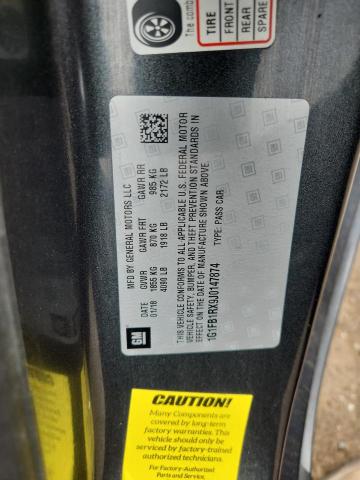 The comb
TIRE
FRONT
REAR
SPARE
MFD BY GENERAL MOTORS LLC
DATE GVWR GAWR FRT GAWR RR
01/18 1855 KG 870 KG 985 KG
4090 LB 1918 LB 2172 LB
THIS VEHICLE CONFORMS TO ALL APPLICABLE U.S. FEDERAL MOTOR
VEHICLE SAFETY, BUMPER, AND THEFT PREVENTION STANDARDS IN
EFFECT ON THE DATE OF MANUFACTURE SHOWN ABOVE.
1G1FB1RX9J0147874 TYPE: PASS CAR
GM
CAUTION!
Many Components are
covered by a long-term
factory warranty. This
vehicle should only be
serviced by factory-trained
authorized technicians.
For Factory-Authorized
Parts and Service,